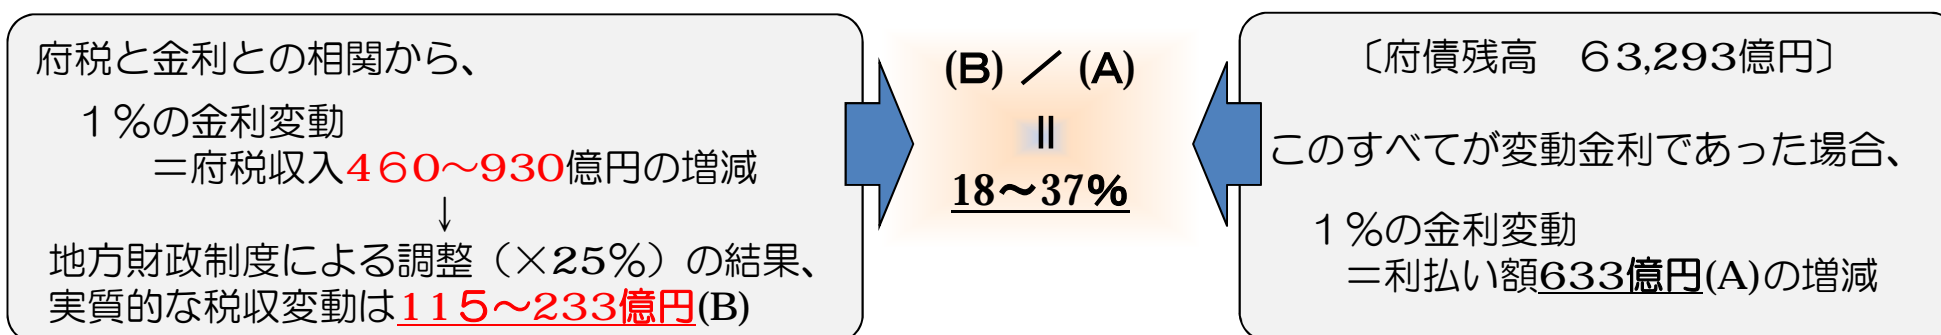 府税と金利との相関から、
１％の金利変動
＝府税収入４６0～930億円の増減
↓
地方財政制度による調整（×25％）の結果、
実質的な税収変動は11５～233億円(B)
(B) ／ (A)
＝
18～37％
〔府債残高　６3,293億円〕
このすべてが変動金利であった場合、
１％の金利変動
＝利払い額633億円(A)の増減